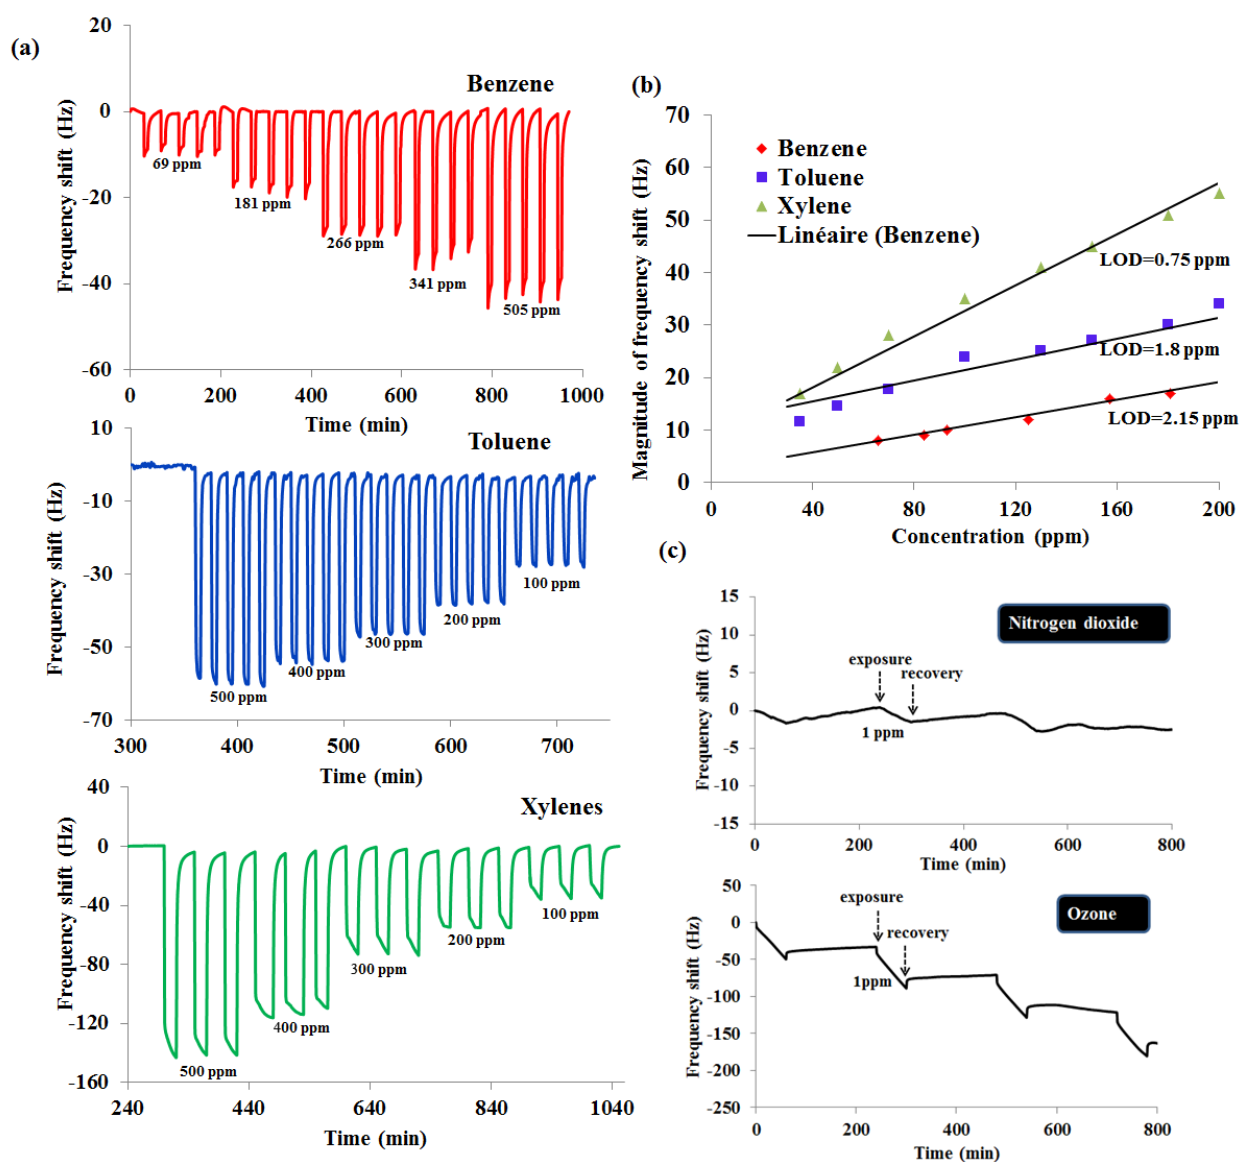 (a)
20
0
-20
-40
-60
Frequency shift (Hz)
Benzene
69 ppm
181 ppm
266 ppm
341 ppm
505 ppm
0 200 400 600 800 1000
Time (min)
10
-10
-30
-50
-70
Frequency shift (Hz)
Toluene
500 ppm
400 ppm
300 ppm
200 ppm
100 ppm
300 400 500 600 700
Time (min)
40
0
-40
-80
-120
-160
Frequency shift (Hz)
Xylenes
500 ppm
400 ppm
300 ppm
200 ppm
100 ppm
240 440 640 840 1040
Time (min)
(b)
70
60
50
40
30
20
10
0
Magnitude of frequency shift (Hz)
Benzene
Toluene
Xylene
Linéaire (Benzene)
LOD=0.75 ppm
LOD=1.8 ppm
LOD=2.15 ppm
0 40 80 120 160 200
Concentration (ppm)
(c)
15
10
5
0
-5
-10
-15
Frequency shift (Hz)
Nitrogen dioxide
exposure
recovery
1 ppm
0 200 400 600 800
Time (min)
50
0
-50
-100
-150
-200
-250
Frequency shift (Hz)
Ozone
exposure
recovery
1ppm
0 200 400 600 800
Time (min)